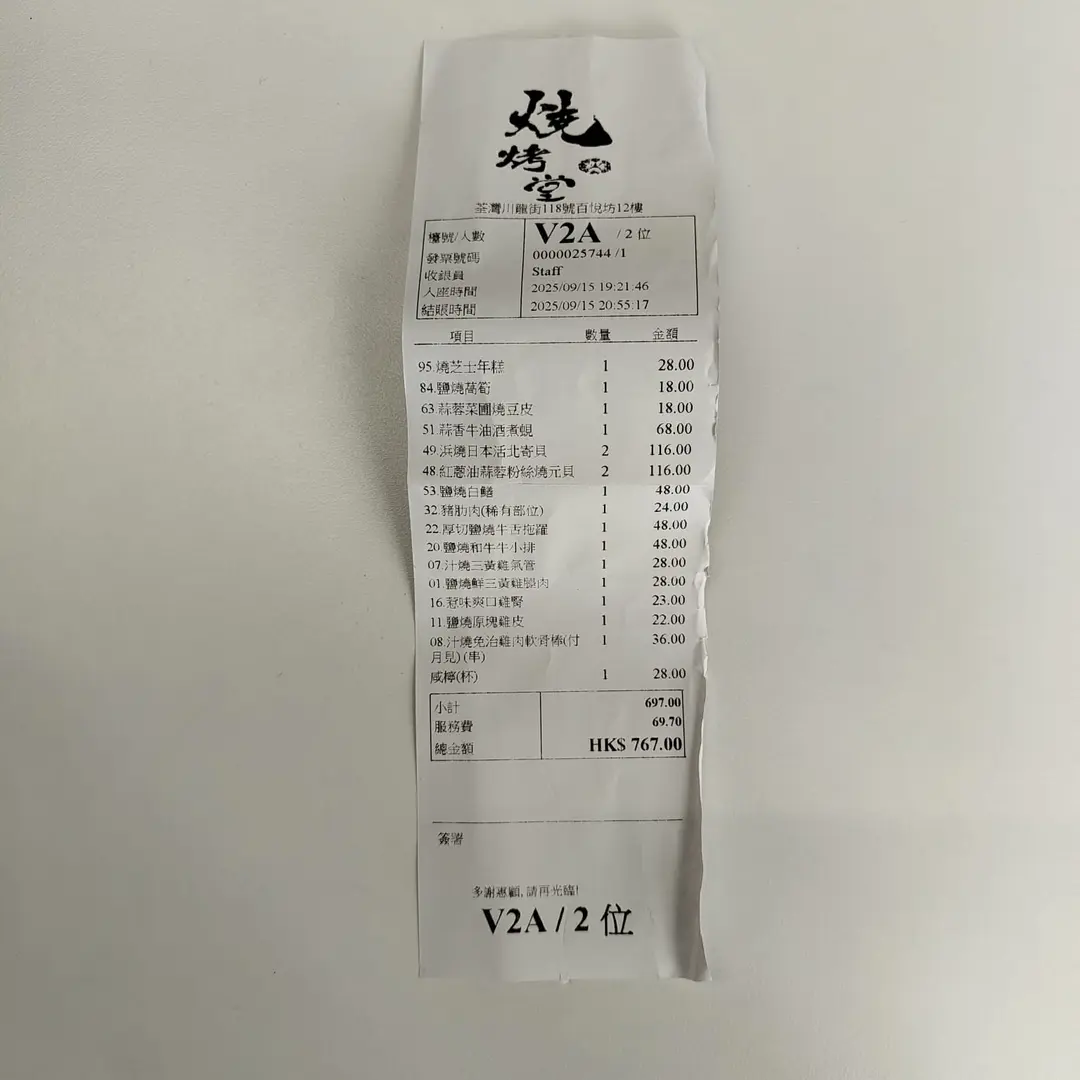 燒
烤
堂
荃灣川龍街118號百悅坊12樓
檯號/人數 V2A / 2 位
發票號碼 0000025744 /1
收銀員 Staff
入座時間 2025/09/15 19:21:46
結賬時間 2025/09/15 20:55:17
項目 數量 金額
95.燒芝士年糕 1 28.00
84.鹽燒萵筍 1 18.00
63.蒜蓉菜圃燒豆皮 1 18.00
51.蒜香牛油酒煮蜆 1 68.00
49.浜燒日本活北寄貝 2 116.00
48.紅蔥油蒜蓉粉絲燒元貝 2 116.00
53.鹽燒白鱔 1 48.00
32.豬肋肉(稀有部位) 1 24.00
22.厚切鹽燒牛舌拖羅 1 48.00
20.鹽燒和牛牛小排 1 48.00
07.汁燒三黃雞氣管 1 28.00
01.鹽燒鮮三黃雞腿肉 1 28.00
16.惹味爽口雞腎 1 23.00
11.鹽燒原塊雞皮 1 22.00
08.汁燒免治雞肉軟骨棒(付 1 36.00
月見) (串)
咸檸(杯) 1 28.00
小計 697.00
服務費 69.70
總金額 HK$ 767.00
簽署
多謝惠顧, 請再光臨!
V2A / 2 位